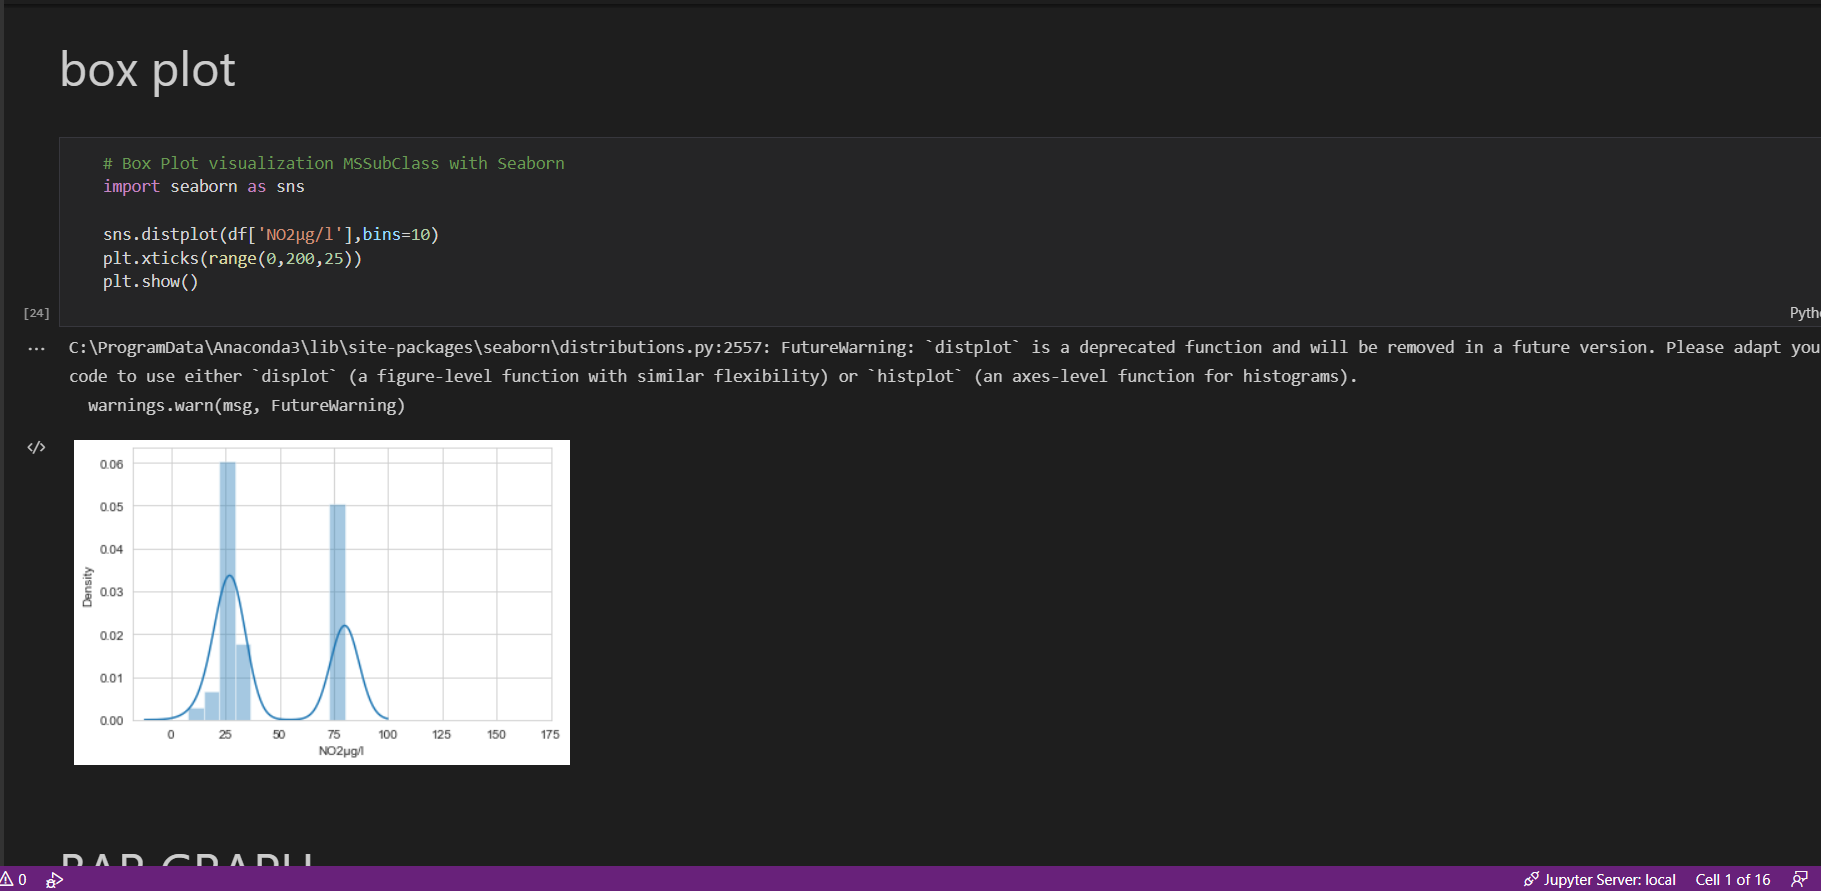 box plot
# Box Plot visualization MSSubClass with Seaborn
import seaborn as sns
sns.distplot(df['NO2µg/l'],bins=10)
plt.xticks(range(0,200,25))
plt.show()
[24]
Pytho
... C:\ProgramData\Anaconda3\lib\site-packages\seaborn\distributions.py:2557: FutureWarning: `distplot` is a deprecated function and will be removed in a future version. Please adapt you
code to use either `displot` (a figure-level function with similar flexibility) or `histplot` (an axes-level function for histograms).
warnings.warn(msg, FutureWarning)
</>
0.06
0.05
0.04
0.03
0.02
0.01
0.00
Density
0 25 50 75 100 125 150 175
NO2µg/l
BAR GRAPH
0
Jupyter Server: local Cell 1 of 16